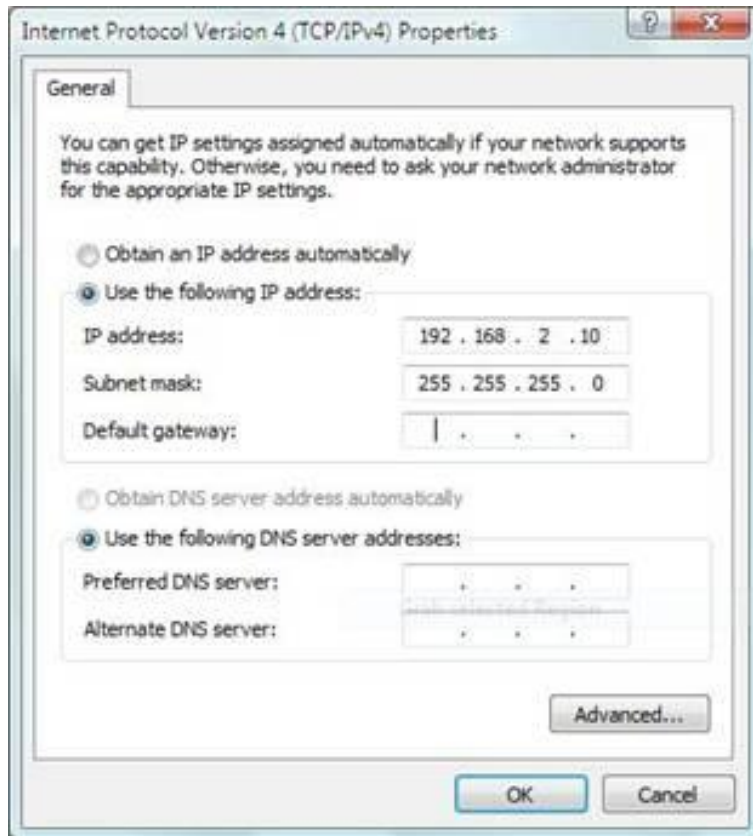 Internet Protocol Version 4 (TCP/IPv4) Properties
General
You can get IP settings assigned automatically if your network supports
this capability. Otherwise, you need to ask your network administrator
for the appropriate IP settings.
Obtain an IP address automatically
Use the following IP address:
IP address: 192 . 168 . 2 . 10
Subnet mask: 255 . 255 . 255 . 0
Default gateway: . . .
Obtain DNS server address automatically
Use the following DNS server addresses:
Preferred DNS server: . . .
Alternate DNS server: . . .
Advanced...
OK Cancel